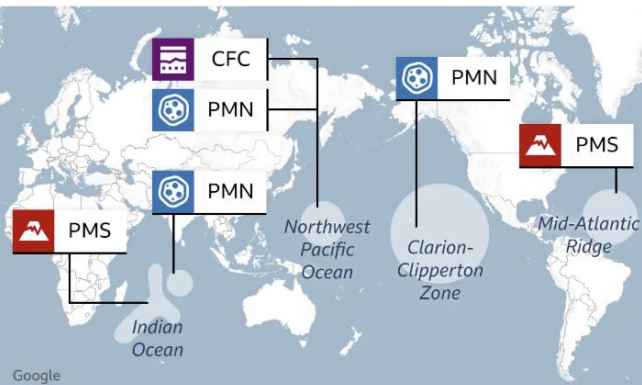 CFC
PMN
PMN
PMS
PMN
PMS
Northwest
Pacific
Ocean
Clarion-
Clipperton
Zone
Mid-Atlantic
Ridge
Indian
Ocean
Google